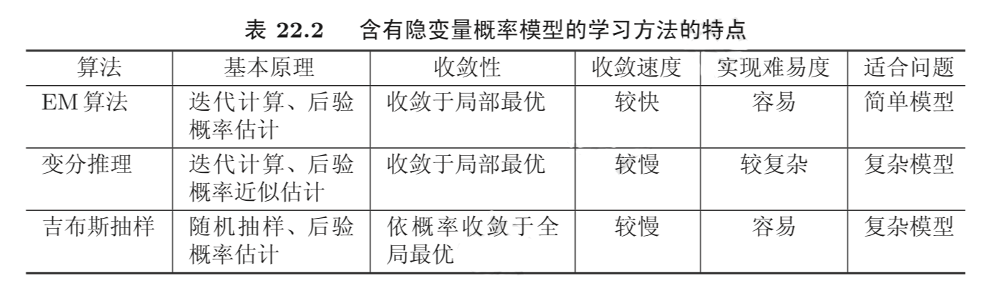 表 22.2 含有隐变量概率模型的学习方法的特点
算法 基本原理 收敛性 收敛速度 实现难易度 适合问题
EM 算法 迭代计算、后验 收敛于局部最优 较快 容易 简单模型
概率估计
变分推理 迭代计算、后验 收敛于局部最优 较慢 较复杂 复杂模型
概率近似估计
吉布斯抽样 随机抽样、后验 依概率收敛于全 较慢 容易 复杂模型
概率估计 局最优